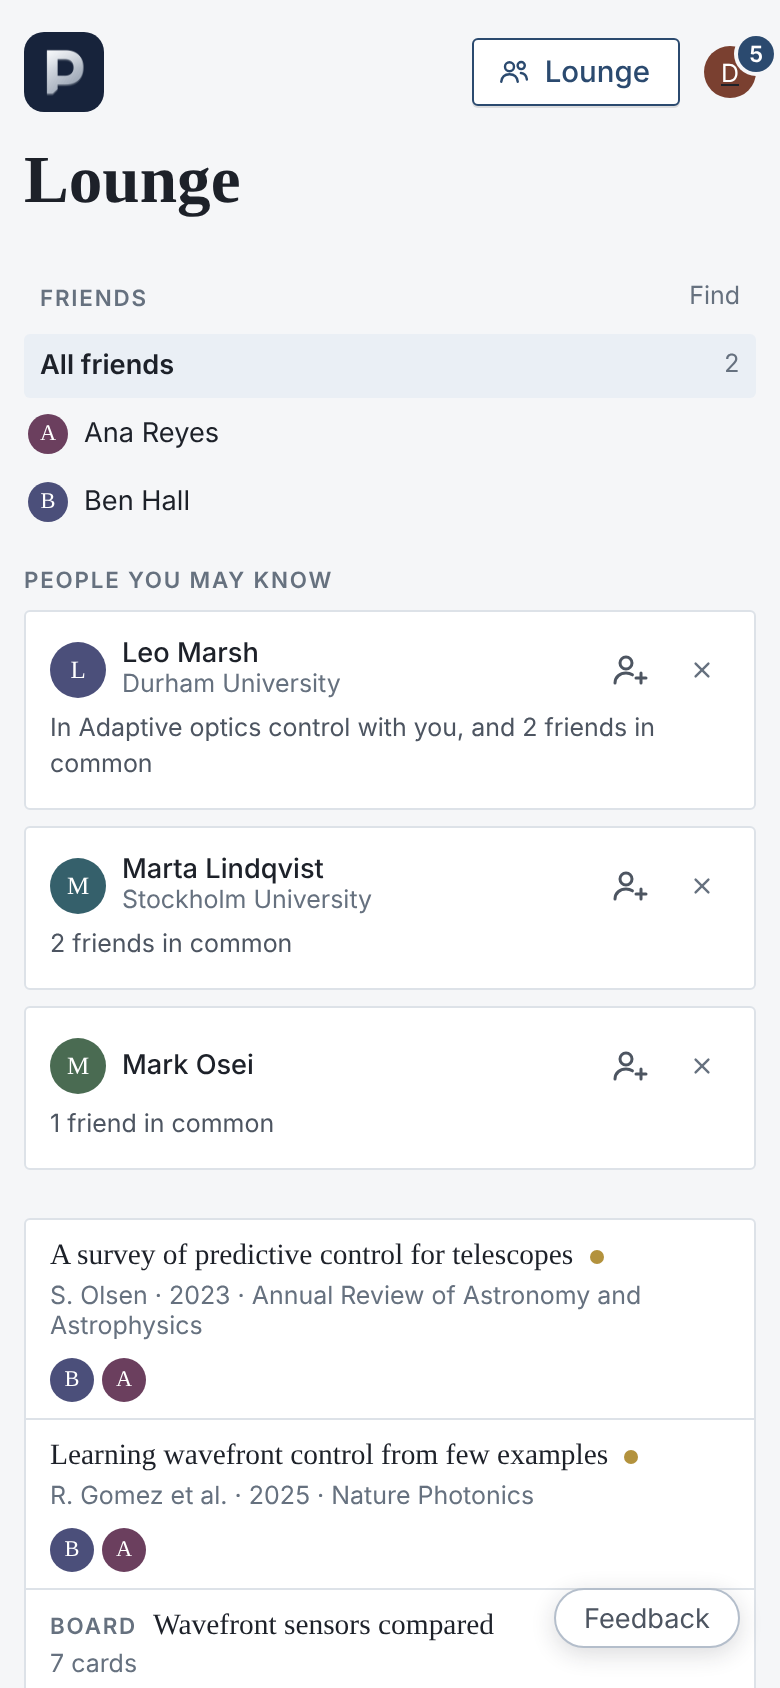 P
Lounge
D
5
Lounge
FRIENDS
Find
All friends
2
A
Ana Reyes
B
Ben Hall
PEOPLE YOU MAY KNOW
L
Leo Marsh
Durham University
In Adaptive optics control with you, and 2 friends in
common
M
Marta Lindqvist
Stockholm University
2 friends in common
M
Mark Osei
1 friend in common
A survey of predictive control for telescopes
S. Olsen · 2023 · Annual Review of Astronomy and
Astrophysics
B A
Learning wavefront control from few examples
R. Gomez et al. · 2025 · Nature Photonics
B A
BOARD Wavefront sensors compared
Feedback
7 cards